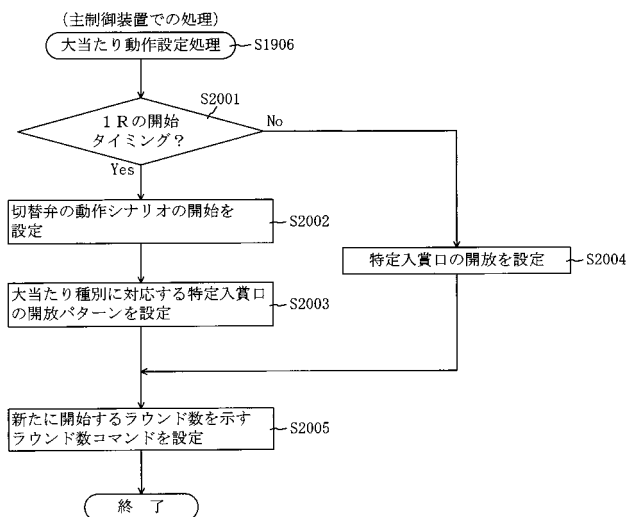 (主制御装置での処理)
大当たり動作設定処理
S1906
S2001
1Rの開始
タイミング?
No
Yes
切替弁の動作シナリオの開始を
設定
S2002
特定入賞口の開放を設定
S2004
大当たり種別に対応する特定入賞口
の開放パターンを設定
S2003
新たに開始するラウンド数を示す
ラウンド数コマンドを設定
S2005
終 了